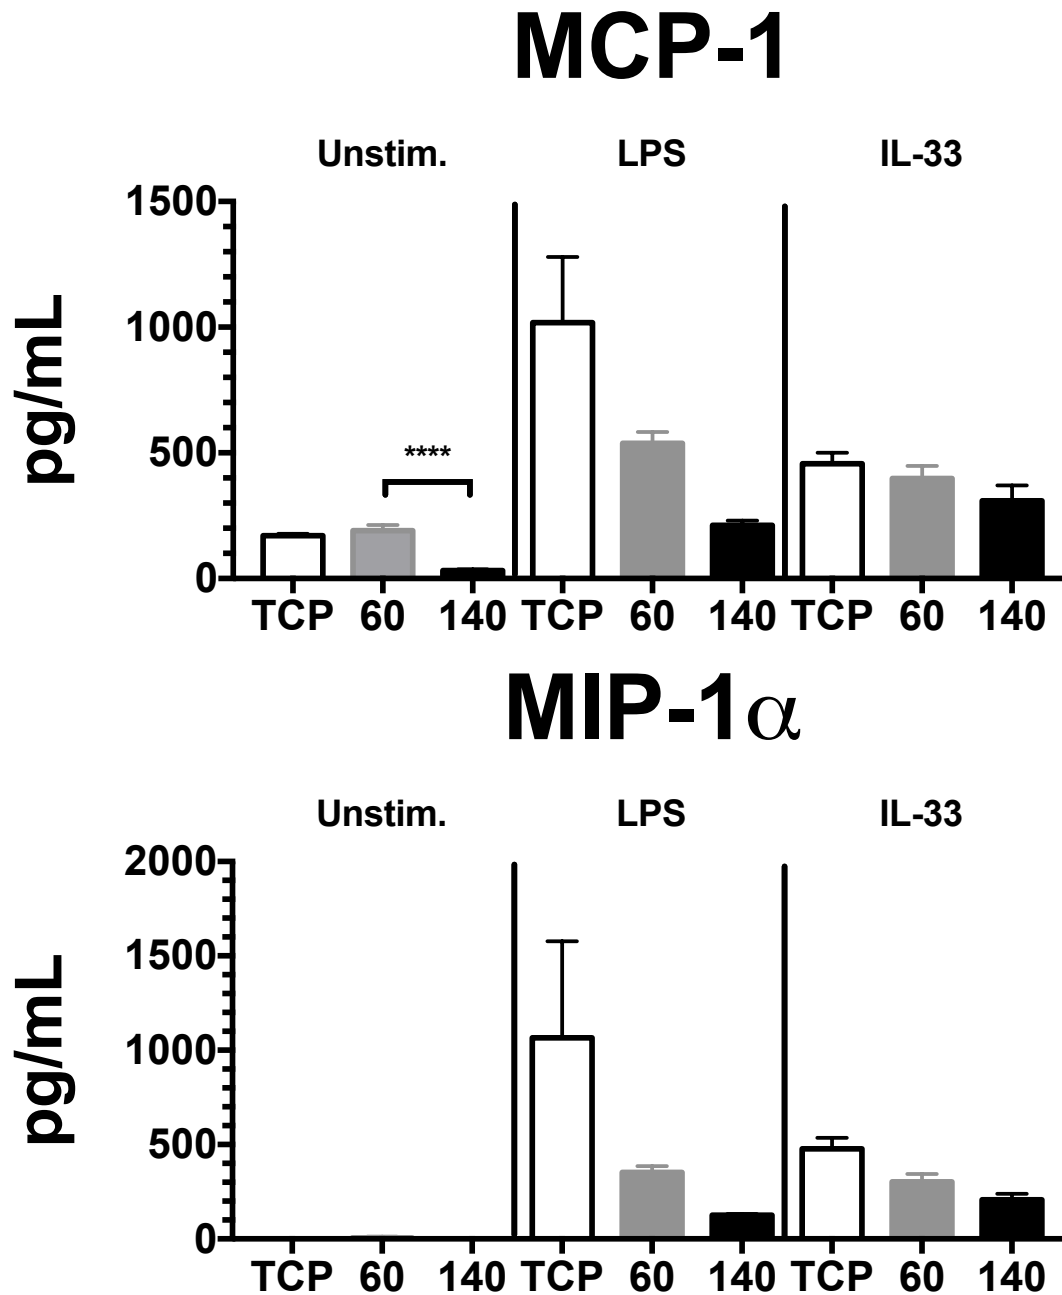 MCP-1
Unstim. LPS IL-33
pg/mL
1500
1000
500
0
****
TCP 60 140 TCP 60 140 TCP 60 140
MIP-1α
Unstim. LPS IL-33
pg/mL
2000
1500
1000
500
0
TCP 60 140 TCP 60 140 TCP 60 140